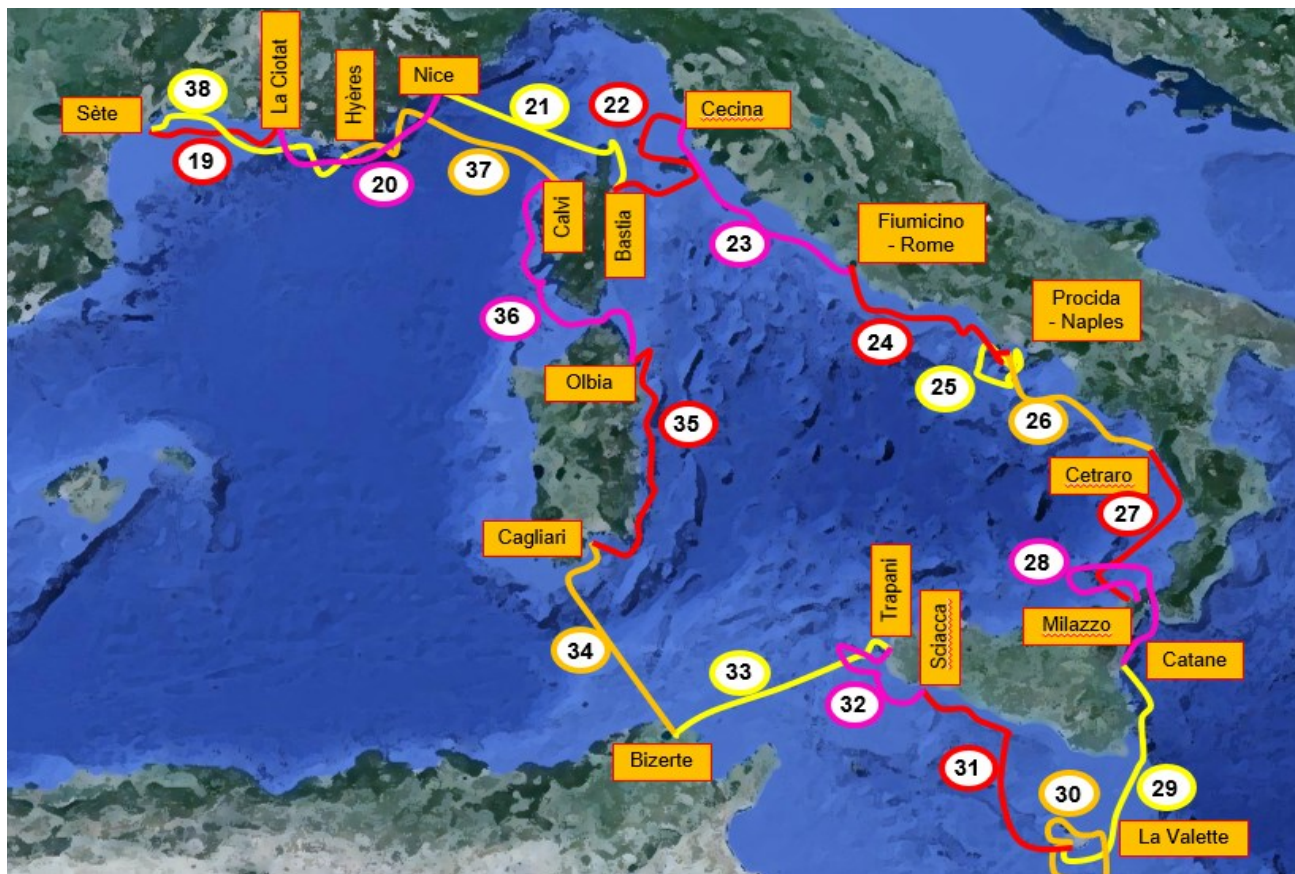 La Ciotat
Hyères
Nice
Sète
38
19
20
37
21
22
Cecina
Calvi
Bastia
23
Fiumicino
- Rome
36
24
Procida
- Naples
25
26
Olbia
35
Cetraro
27
Cagliari
28
Trapani
Sciacca
Milazzo
Catane
34
33
32
Bizerte
31
30
29
La Valette